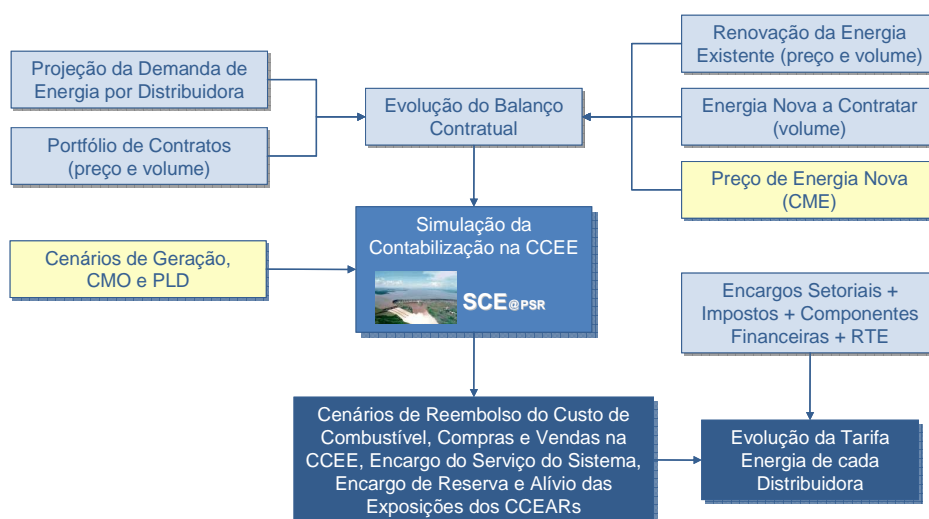 Projeção da Demanda de
Energia por Distribuidora
Portfólio de Contratos
(preço e volume)
Evolução do Balanço
Contratual
Renovação da Energia
Existente (preço e volume)
Energia Nova a Contratar
(volume)
Preço de Energia Nova
(CME)
Cenários de Geração,
CMO e PLD
Simulação da
Contabilização na CCEE
SCE@PSR
Encargos Setoriais +
Impostos + Componentes
Financeiras + RTE
Cenários de Reembolso do Custo de
Combustível, Compras e Vendas na
CCEE, Encargo do Serviço do Sistema,
Encargo de Reserva e Alívio das
Exposições dos CCEARs
Evolução da Tarifa
Energia de cada
Distribuidora